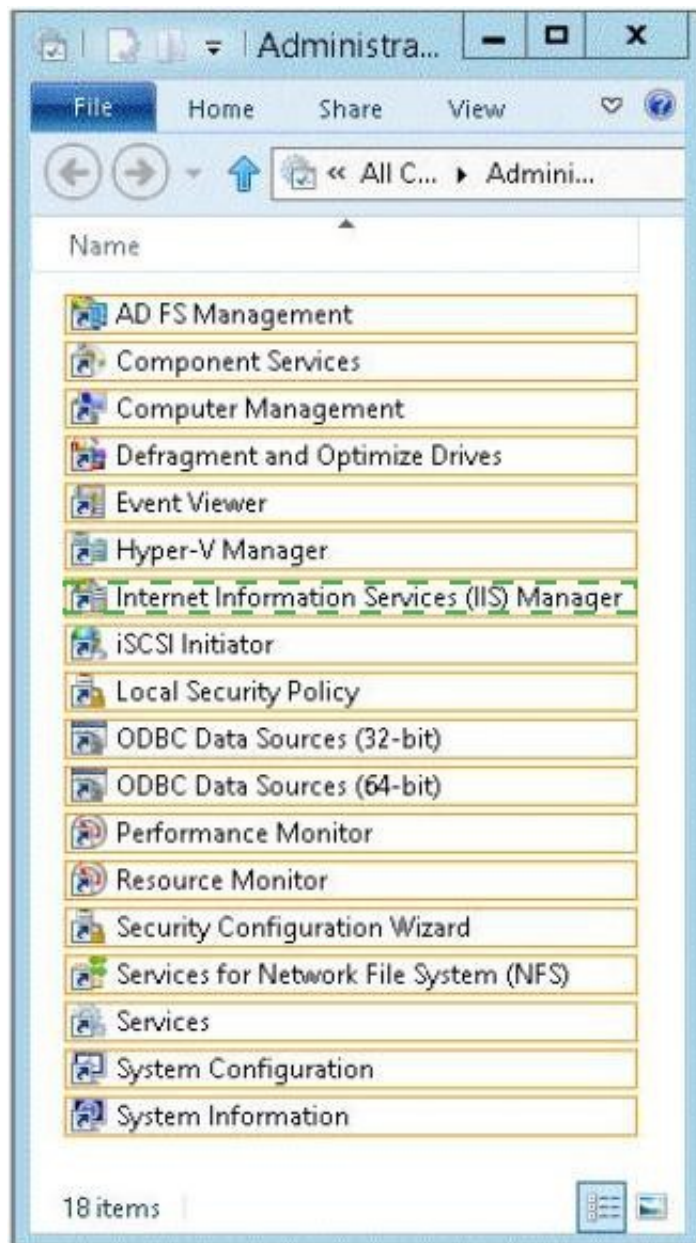 Administra...
File Home Share View
« All C... ▸ Admini...
Name
AD FS Management
Component Services
Computer Management
Defragment and Optimize Drives
Event Viewer
Hyper-V Manager
Internet Information Services (IIS) Manager
iSCSI Initiator
Local Security Policy
ODBC Data Sources (32-bit)
ODBC Data Sources (64-bit)
Performance Monitor
Resource Monitor
Security Configuration Wizard
Services for Network File System (NFS)
Services
System Configuration
System Information
18 items